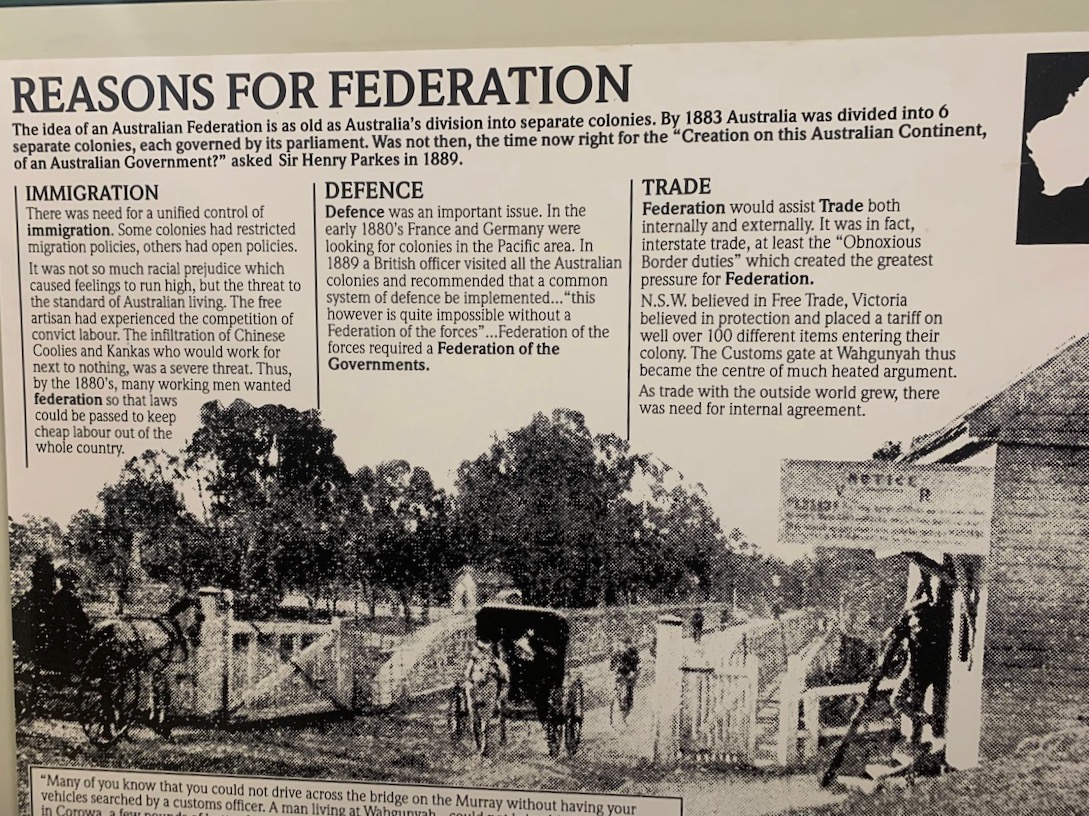 REASONS FOR FEDERATION
The idea of an Australian Federation is as old as Australia's division into separate colonies. By 1883 Australia was divided into 6
separate colonies, each governed by its parliament. Was not then, the time now right for the “Creation on this Australian Continent,
of an Australian Government?” asked Sir Henry Parkes in 1889.
IMMIGRATION
There was need for a unified control of
immigration. Some colonies had restricted
migration policies, others had open policies.
It was not so much racial prejudice which
caused feelings to run high, but the threat to
the standard of Australian living. The free
artisan had experienced the competition of
convict labour. The infiltration of Chinese
Coolies and Kankas who would work for
next to nothing, was a severe threat. Thus,
by the 1880's, many working men wanted
federation so that laws
could be passed to keep
cheap labour out of the
whole country.
DEFENCE
Defence was an important issue. In the
early 1880's France and Germany were
looking for colonies in the Pacific area. In
1889 a British officer visited all the Australian
colonies and recommended that a common
system of defence be implemented...“this
however is quite impossible without a
Federation of the forces”...Federation of the
forces required a Federation of the
Governments.
TRADE
Federation would assist Trade both
internally and externally. It was in fact,
interstate trade, at least the “Obnoxious
Border duties” which created the greatest
pressure for Federation.
N.S.W. believed in Free Trade, Victoria
believed in protection and placed a tariff on
well over 100 different items entering their
colony. The Customs gate at Wahgunyah thus
became the centre of much heated argument.
As trade with the outside world grew, there
was need for internal agreement.
NOTICE
V R
“Many of you know that you could not drive across the bridge on the Murray without having your
vehicles searched by a customs officer. A man living at Wahgunyah
in Corowa, a few pounds of